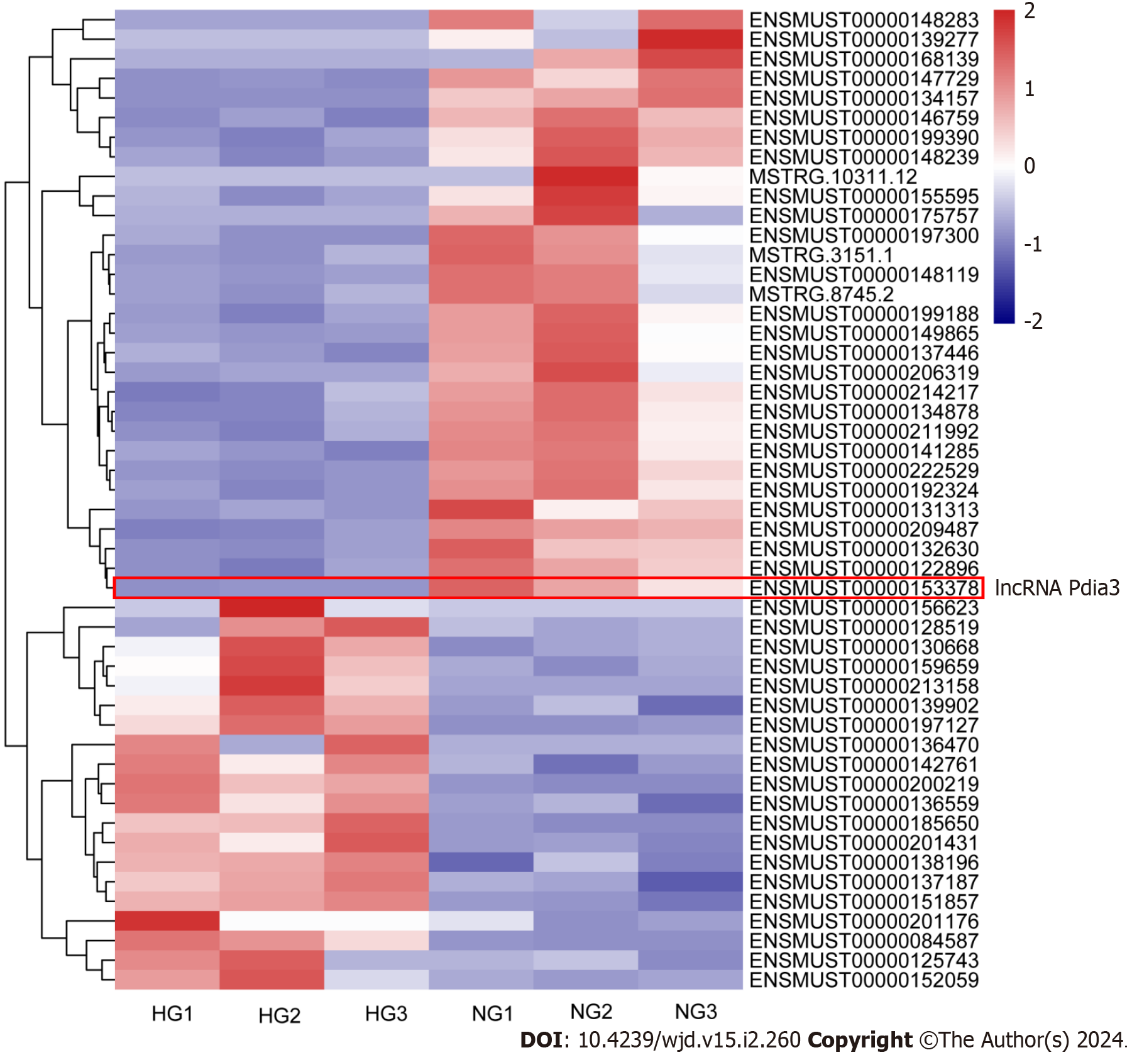 ENSMUST00000148283
ENSMUST00000139277
ENSMUST00000168139
ENSMUST00000147729
ENSMUST00000134157
ENSMUST00000146759
ENSMUST00000199390
ENSMUST00000148239
MSTRG.10311.12
ENSMUST00000155595
ENSMUST00000175757
ENSMUST00000197300
MSTRG.3151.1
ENSMUST00000148119
MSTRG.8745.2
ENSMUST00000199188
ENSMUST00000149865
ENSMUST00000137446
ENSMUST00000206319
ENSMUST00000214217
ENSMUST00000134878
ENSMUST00000211992
ENSMUST00000141285
ENSMUST00000222529
ENSMUST00000192324
ENSMUST00000131313
ENSMUST00000209487
ENSMUST00000132630
ENSMUST00000122896
ENSMUST00000153378 lncRNA Pdia3
ENSMUST00000156623
ENSMUST00000128519
ENSMUST00000130668
ENSMUST00000159659
ENSMUST00000213158
ENSMUST00000139902
ENSMUST00000197127
ENSMUST00000136470
ENSMUST00000142761
ENSMUST00000200219
ENSMUST00000136559
ENSMUST00000185650
ENSMUST00000201431
ENSMUST00000138196
ENSMUST00000137187
ENSMUST00000151857
ENSMUST00000201176
ENSMUST00000084587
ENSMUST00000125743
ENSMUST00000152059
2
1
0
-1
-2
HG1 HG2 HG3 NG1 NG2 NG3
DOI: 10.4239/wjd.v15.i2.260 Copyright ©The Author(s) 2024.